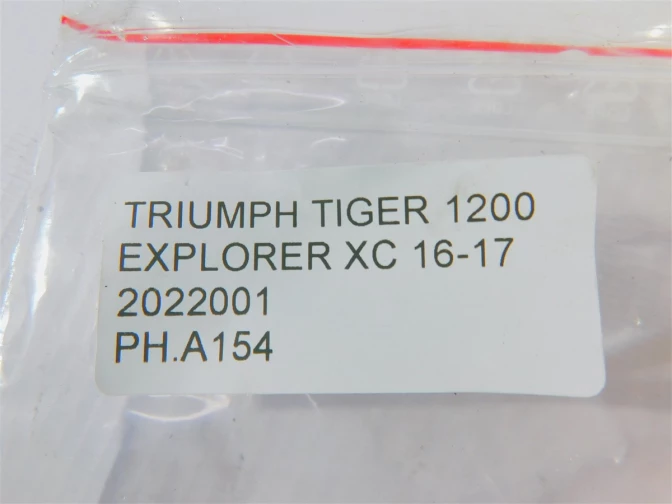 TRIUMPH TIGER 1200
EXPLORER XC 16-17
2022001
PH.A154